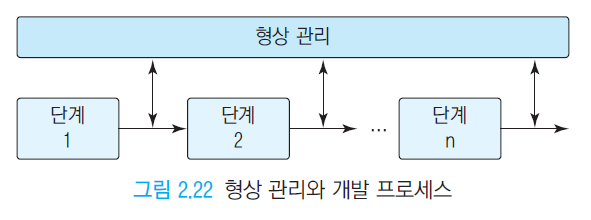 형상 관리
단계
1
단계
2
...
단계
n
그림 2.22 형상 관리와 개발 프로세스